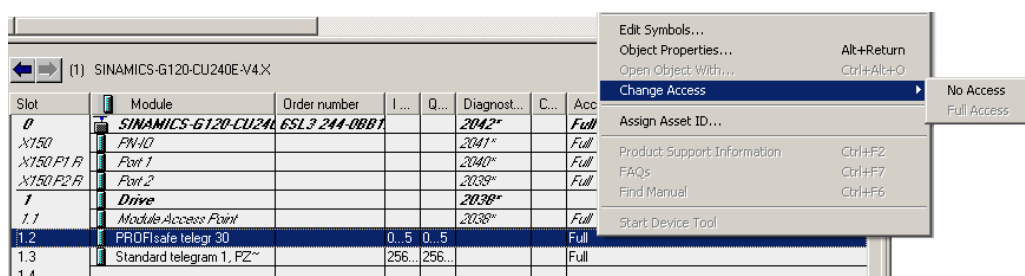 Edit Symbols...
Object Properties... Alt+Return
Open Object With... Ctrl+Alt+O
Change Access No Access
Full Access
Assign Asset ID...
Product Support Information Ctrl+F2
FAQs Ctrl+F7
Find Manual Ctrl+F6
Start Device Tool
(1) SINAMICS-G120-CU240E-V4.X
Slot Module Order number I ... Q... Diagnost... C... Acc
0 SINAMICS-G120-CU240 6SL3 244-0BB1 2042* Full
X150 PN-IO 2041* Full
X150 P1 R Port 1 2040* Full
X150 P2 R Port 2 2039* Full
1 Drive 2038*
1.1 Module Access Point 2038* Full
1.2 PROFIsafe telegr 30 0...5 0...5 Full
1.3 Standard telegram 1, PZ~ 256... 256... Full
1.4